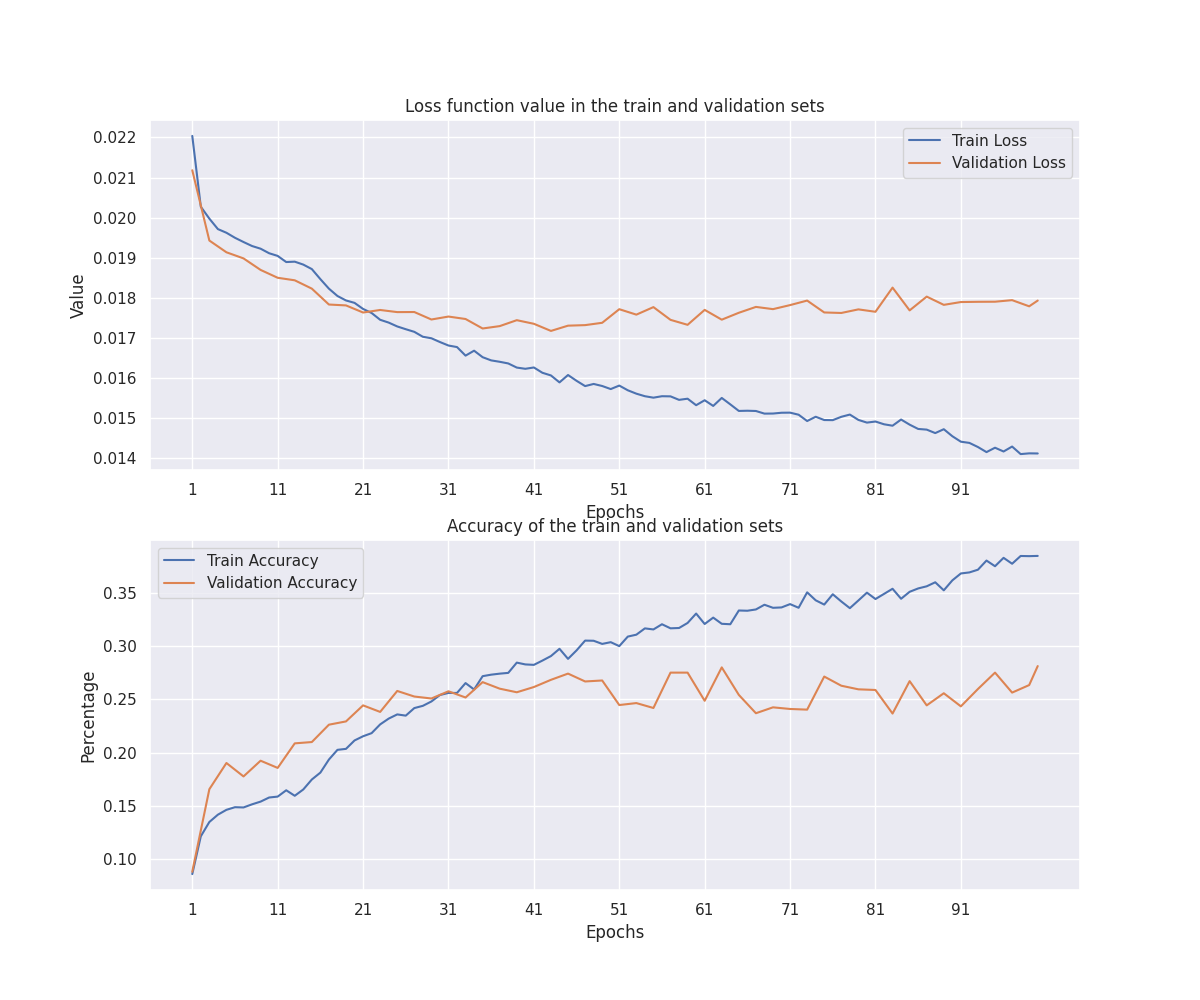 Loss function value in the train and validation sets
0.022
0.021
0.020
0.019
0.018
0.017
0.016
0.015
0.014
Value
Train Loss
Validation Loss
1 11 21 31 41 51 61 71 81 91
Epochs
Accuracy of the train and validation sets
0.35
0.30
0.25
0.20
0.15
0.10
Percentage
Train Accuracy
Validation Accuracy
1 11 21 31 41 51 61 71 81 91
Epochs